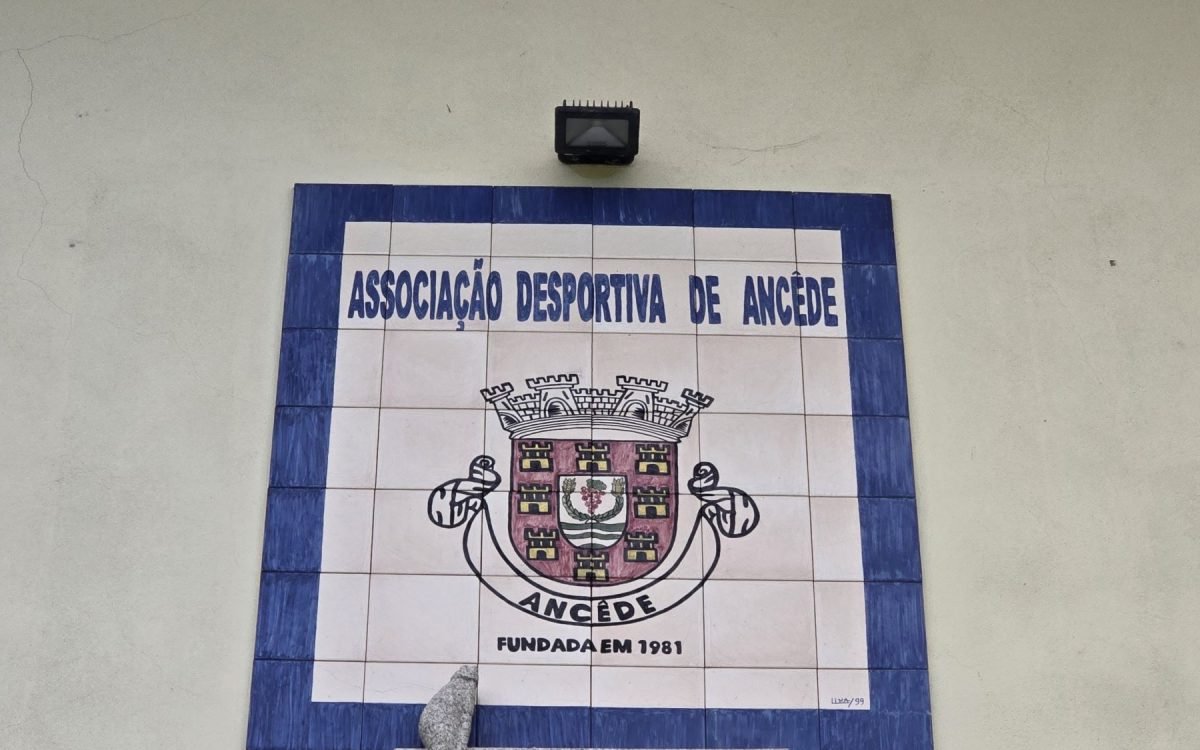 ASSOCIAÇÃO DESPORTIVA DE ANCÊDE
ANCÊDE
FUNDADA EM 1981